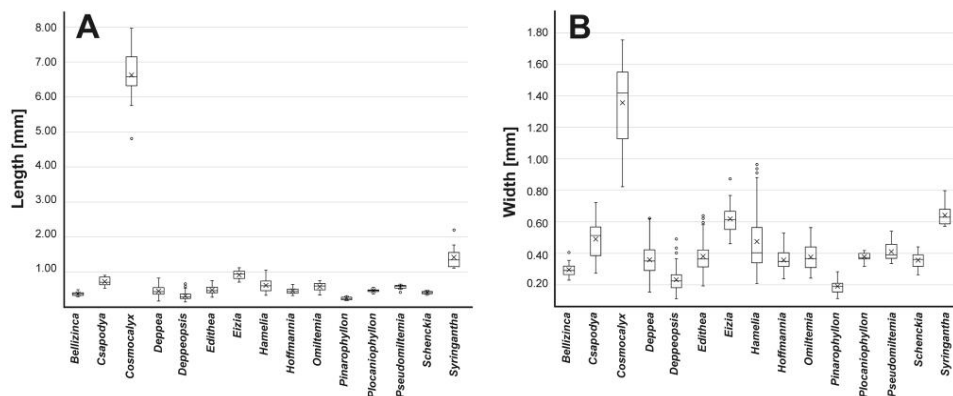 A
Length [mm]
8.00
7.00
6.00
5.00
4.00
3.00
2.00
1.00
Bellizinca
Csapodya
Cosmocalyx
Deppea
Deppeopsis
Edithea
Eizia
Hamelia
Hoffmannia
Omiltemia
Pinarophyllon
Plocaniophyllon
Pseudomiltemia
Schenckia
Syringantha
B
Width [mm]
1.80
1.60
1.40
1.20
1.00
0.80
0.60
0.40
0.20
Bellizinca
Csapodya
Cosmocalyx
Deppea
Deppeopsis
Edithea
Eizia
Hamelia
Hoffmannia
Omiltemia
Pinarophyllon
Plocaniophyllon
Pseudomiltemia
Schenckia
Syringantha